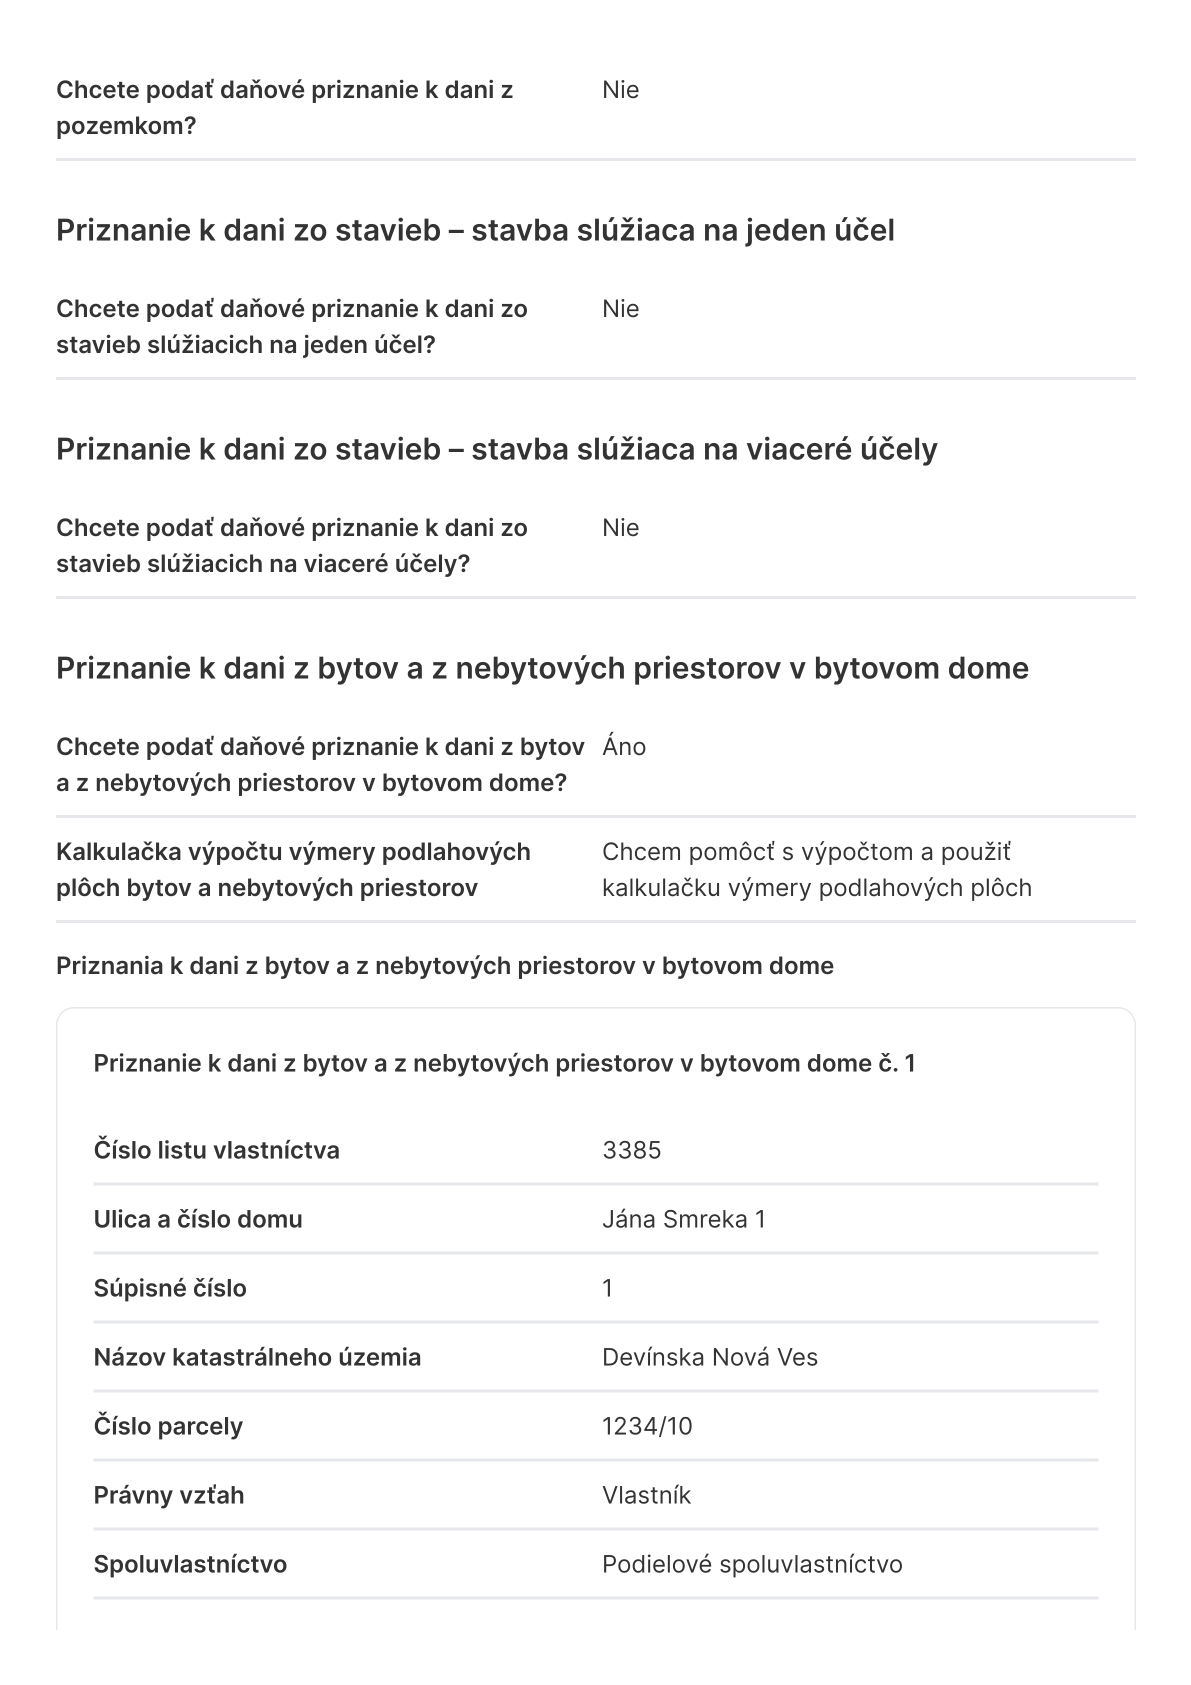 Chcete podať daňové priznanie k dani z
pozemkom?
Nie
Priznanie k dani zo stavieb – stavba slúžiaca na jeden účel
Chcete podať daňové priznanie k dani zo
stavieb slúžiacich na jeden účel?
Nie
Priznanie k dani zo stavieb – stavba slúžiaca na viaceré účely
Chcete podať daňové priznanie k dani zo
stavieb slúžiacich na viaceré účely?
Nie
Priznanie k dani z bytov a z nebytových priestorov v bytovom dome
Chcete podať daňové priznanie k dani z bytov
a z nebytových priestorov v bytovom dome?
Áno
Kalkulačka výpočtu výmery podlahových
plôch bytov a nebytových priestorov
Chcem pomôcť s výpočtom a použiť
kalkulačku výmery podlahových plôch
Priznania k dani z bytov a z nebytových priestorov v bytovom dome
Priznanie k dani z bytov a z nebytových priestorov v bytovom dome č. 1
Číslo listu vlastníctva 3385
Ulica a číslo domu Jána Smreka 1
Súpisné číslo 1
Názov katastrálneho územia Devínska Nová Ves
Číslo parcely 1234/10
Právny vzťah Vlastník
Spoluvlastníctvo Podielové spoluvlastníctvo